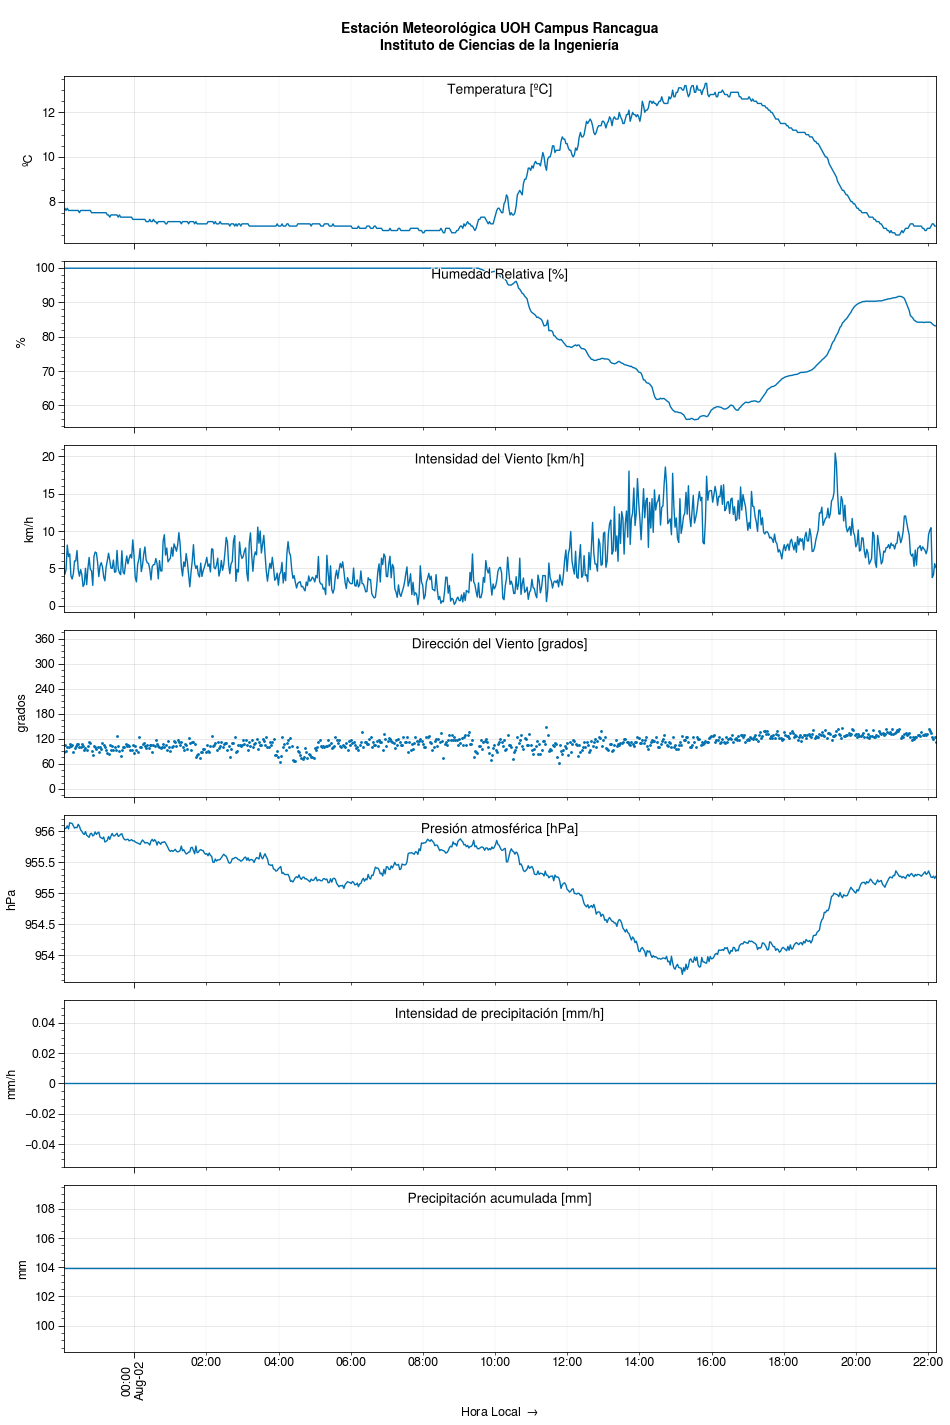 Estación Meteorológica UOH Campus Rancagua
Instituto de Ciencias de la Ingeniería
Temperatura [ºC]
ºC
12
10
8
Humedad Relativa [%]
%
100
90
80
70
60
Intensidad del Viento [km/h]
km/h
20
15
10
5
0
Dirección del Viento [grados]
grados
360
300
240
180
120
60
0
Presión atmosférica [hPa]
hPa
956
955.5
955
954.5
954
Intensidad de precipitación [mm/h]
mm/h
0.04
0.02
0
−0.02
−0.04
Precipitación acumulada [mm]
mm
108
106
104
102
100
00:00
Aug-02
02:00
04:00
06:00
08:00
10:00
12:00
14:00
16:00
18:00
20:00
22:00
Hora Local →